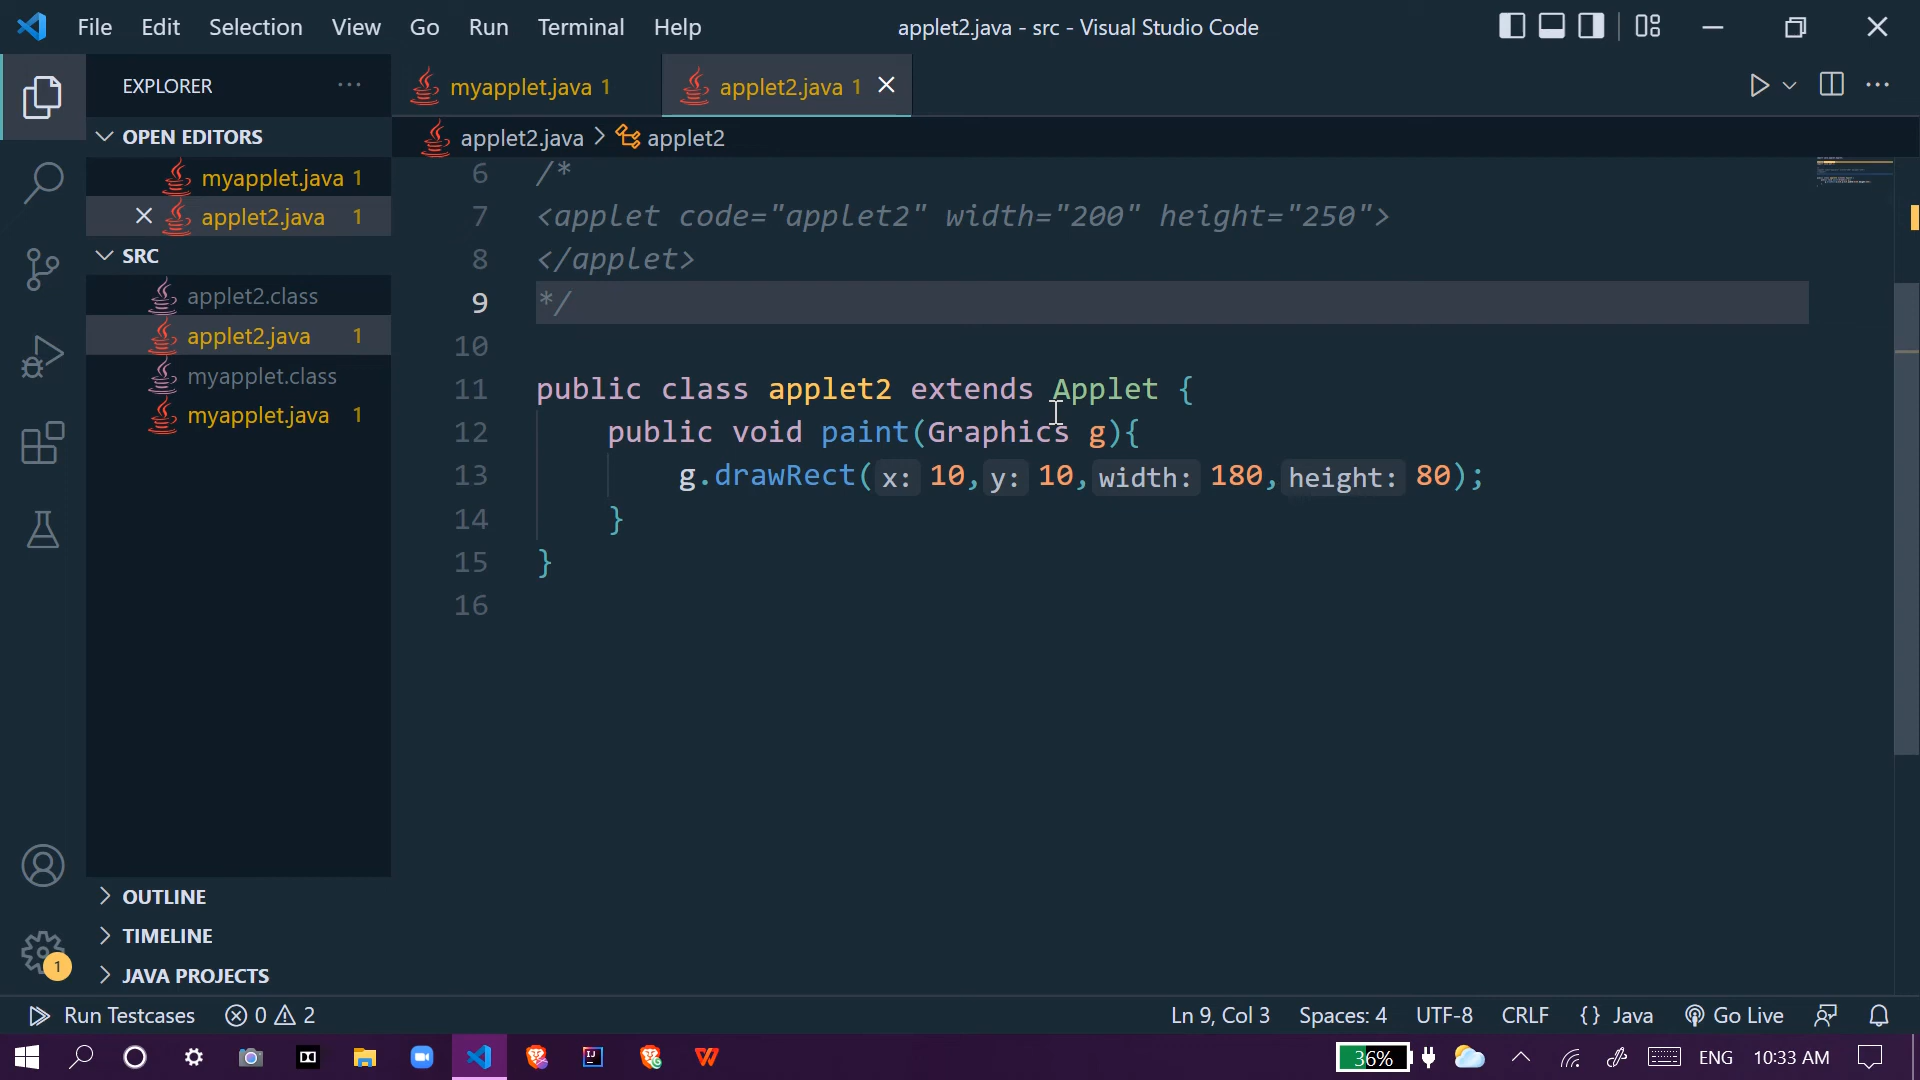 File Edit Selection View Go Run Terminal Help
applet2.java - src - Visual Studio Code
EXPLORER
OPEN EDITORS
myapplet.java 1
applet2.java 1
SRC
applet2.class
applet2.java 1
myapplet.class
myapplet.java 1
OUTLINE
TIMELINE
JAVA PROJECTS
1
myapplet.java 1
applet2.java 1
applet2.java > applet2
6 /*
7 <applet code="applet2" width="200" height="250">
8 </applet>
9 */
10
11 public class applet2 extends Applet {
12 public void paint(Graphics g){
13 g.drawRect(x: 10,y: 10,width: 180,height: 80);
14 }
15 }
16
Run Testcases 0 2
Ln 9, Col 3 Spaces: 4 UTF-8 CRLF {} Java Go Live
36% ENG 10:33 AM